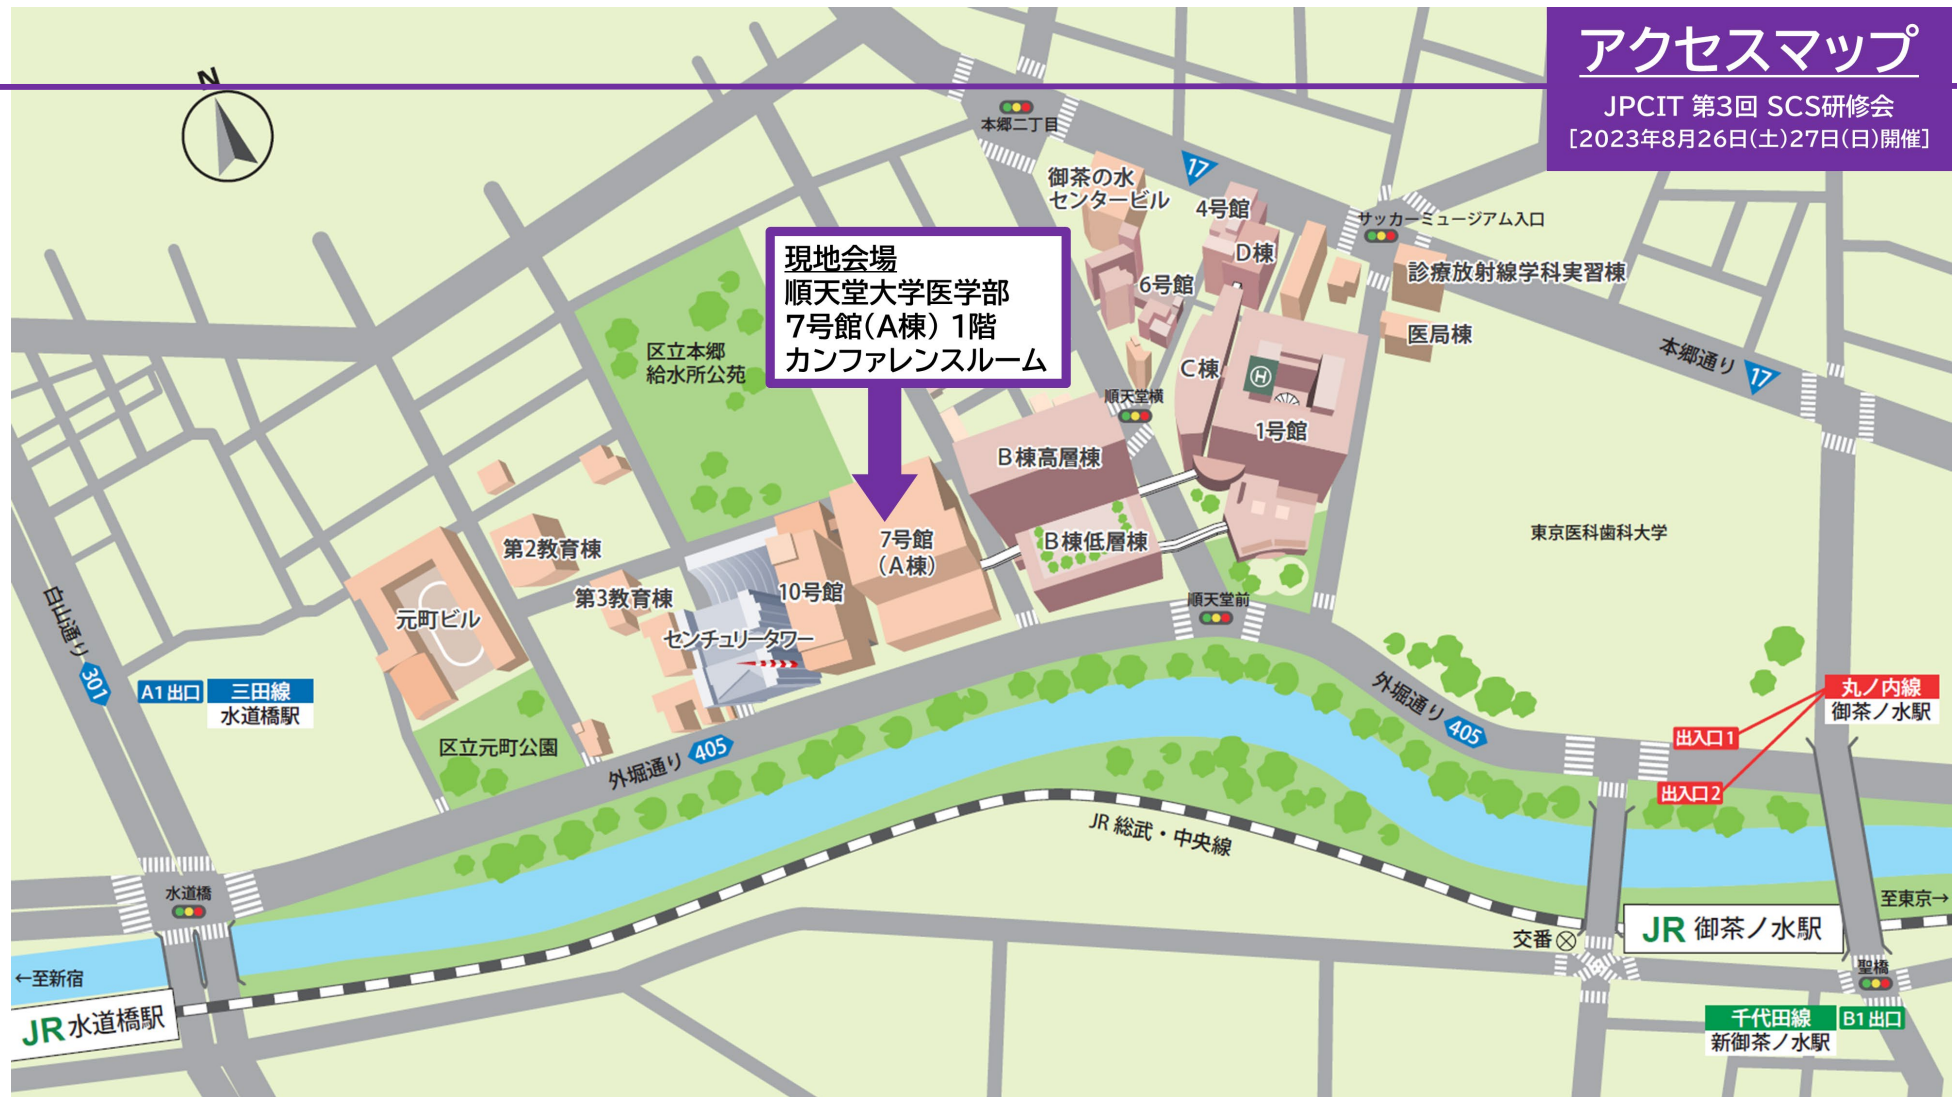 アクセスマップ
JPCIT 第3回 SCS研修会
[2023年8月26日(土)27日(日)開催]
N
本郷二丁目
17
御茶の水
センタービル
4号館
サッカーミュージアム入口
D棟
診療放射線学科実習棟
6号館
医局棟
現地会場
順天堂大学医学部
7号館(A棟) 1階
カンファレンスルーム
区立本郷
給水所公苑
C棟
H
本郷通り
17
順天堂横
1号館
B棟高層棟
東京医科歯科大学
第2教育棟
7号館
(A棟)
B棟低層棟
第3教育棟
10号館
元町ビル
順天堂前
センチュリータワー
白山通り
301
A1出口
三田線
水道橋駅
丸ノ内線
御茶ノ水駅
外堀通り
405
出入口1
区立元町公園
外堀通り
405
出入口2
JR 総武・中央線
水道橋
至東京→
JR 御茶ノ水駅
交番
←至新宿
聖橋
JR 水道橋駅
千代田線
B1出口
新御茶ノ水駅